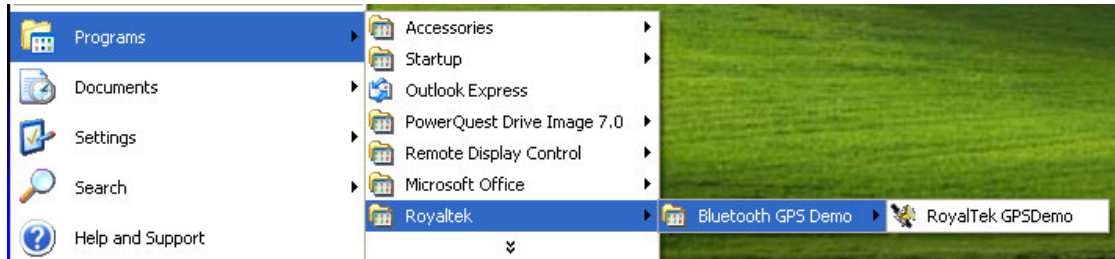 Programs
Documents
Settings
Search
Help and Support
Accessories
Startup
Outlook Express
PowerQuest Drive Image 7.0
Remote Display Control
Microsoft Office
Royaltek
Bluetooth GPS Demo
RoyalTek GPSDemo